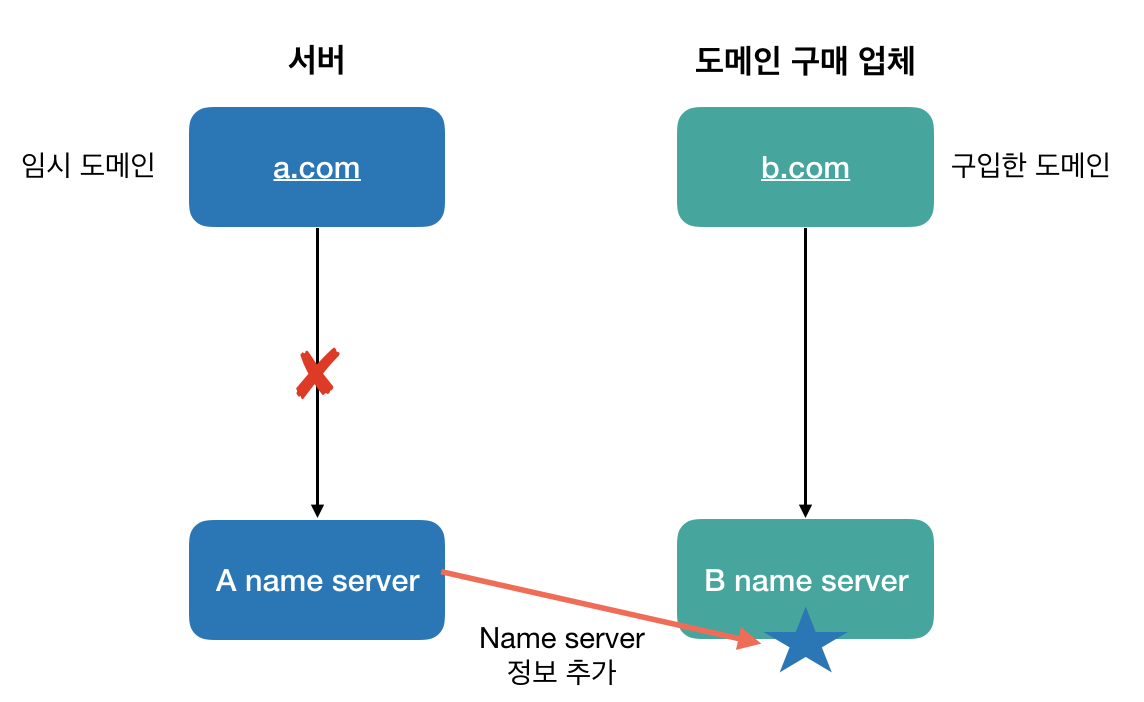 서버
도메인 구매 업체
임시 도메인
a.com
b.com
구입한 도메인
A name server
B name server
Name server
정보 추가